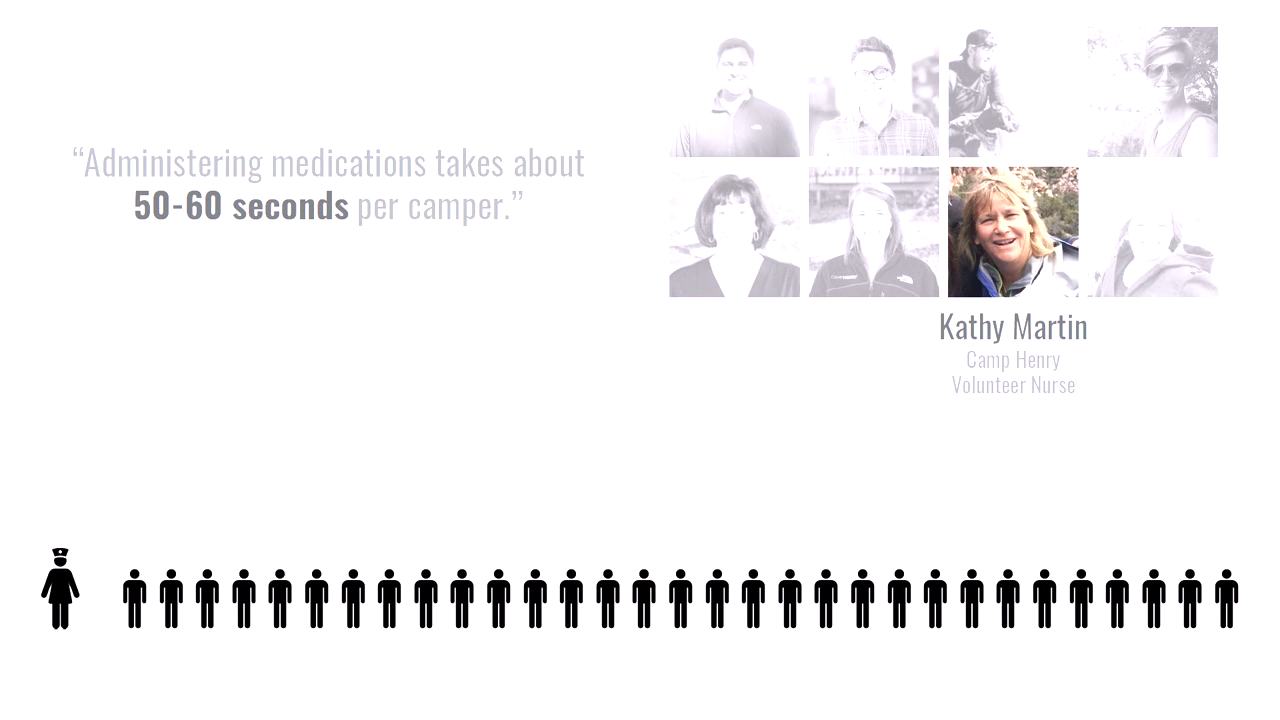 “Administering medications takes about
50-60 seconds per camper.”
Kathy Martin
Camp Henry
Volunteer Nurse